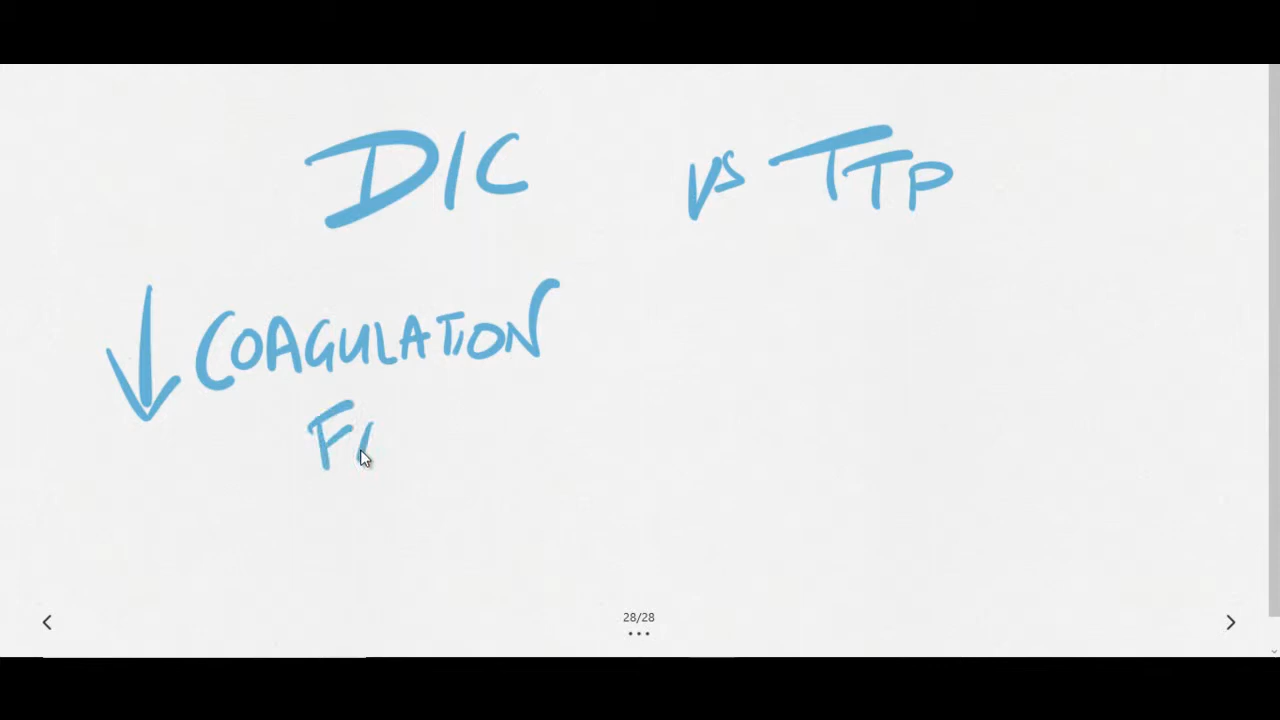 DIC vs TTP
↓ COAGULATION
F
28/28